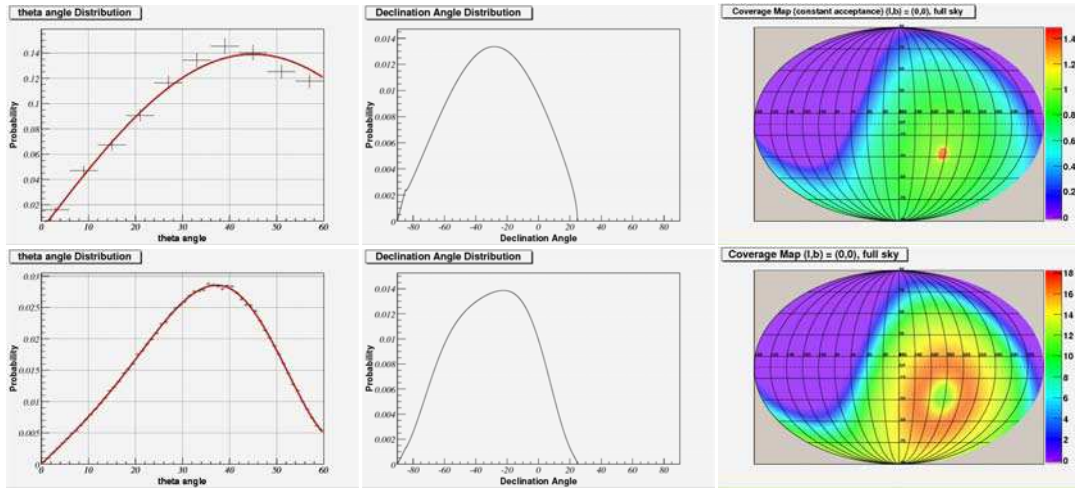 theta angle Distribution
Probability
0.14
0.12
0.1
0.08
0.06
0.04
0.02
0 10 20 30 40 50 60
theta angle
Declination Angle Distribution
Probability
0.014
0.012
0.01
0.008
0.006
0.004
0.002
0
-80 -60 -40 -20 0 20 40 60 80
Declination Angle
Coverage Map (constant acceptance) (l,b) = (0,0), full sky
1.4
1.2
1
0.8
0.6
0.4
0.2
0
theta angle Distribution
Probability
0.03
0.025
0.02
0.015
0.01
0.005
0
0 10 20 30 40 50 60
theta angle
Declination Angle Distribution
Probability
0.014
0.012
0.01
0.008
0.006
0.004
0.002
0
-80 -60 -40 -20 0 20 40 60 80
Declination Angle
Coverage Map (l,b) = (0,0), full sky
18
16
14
12
10
8
6
4
2
0